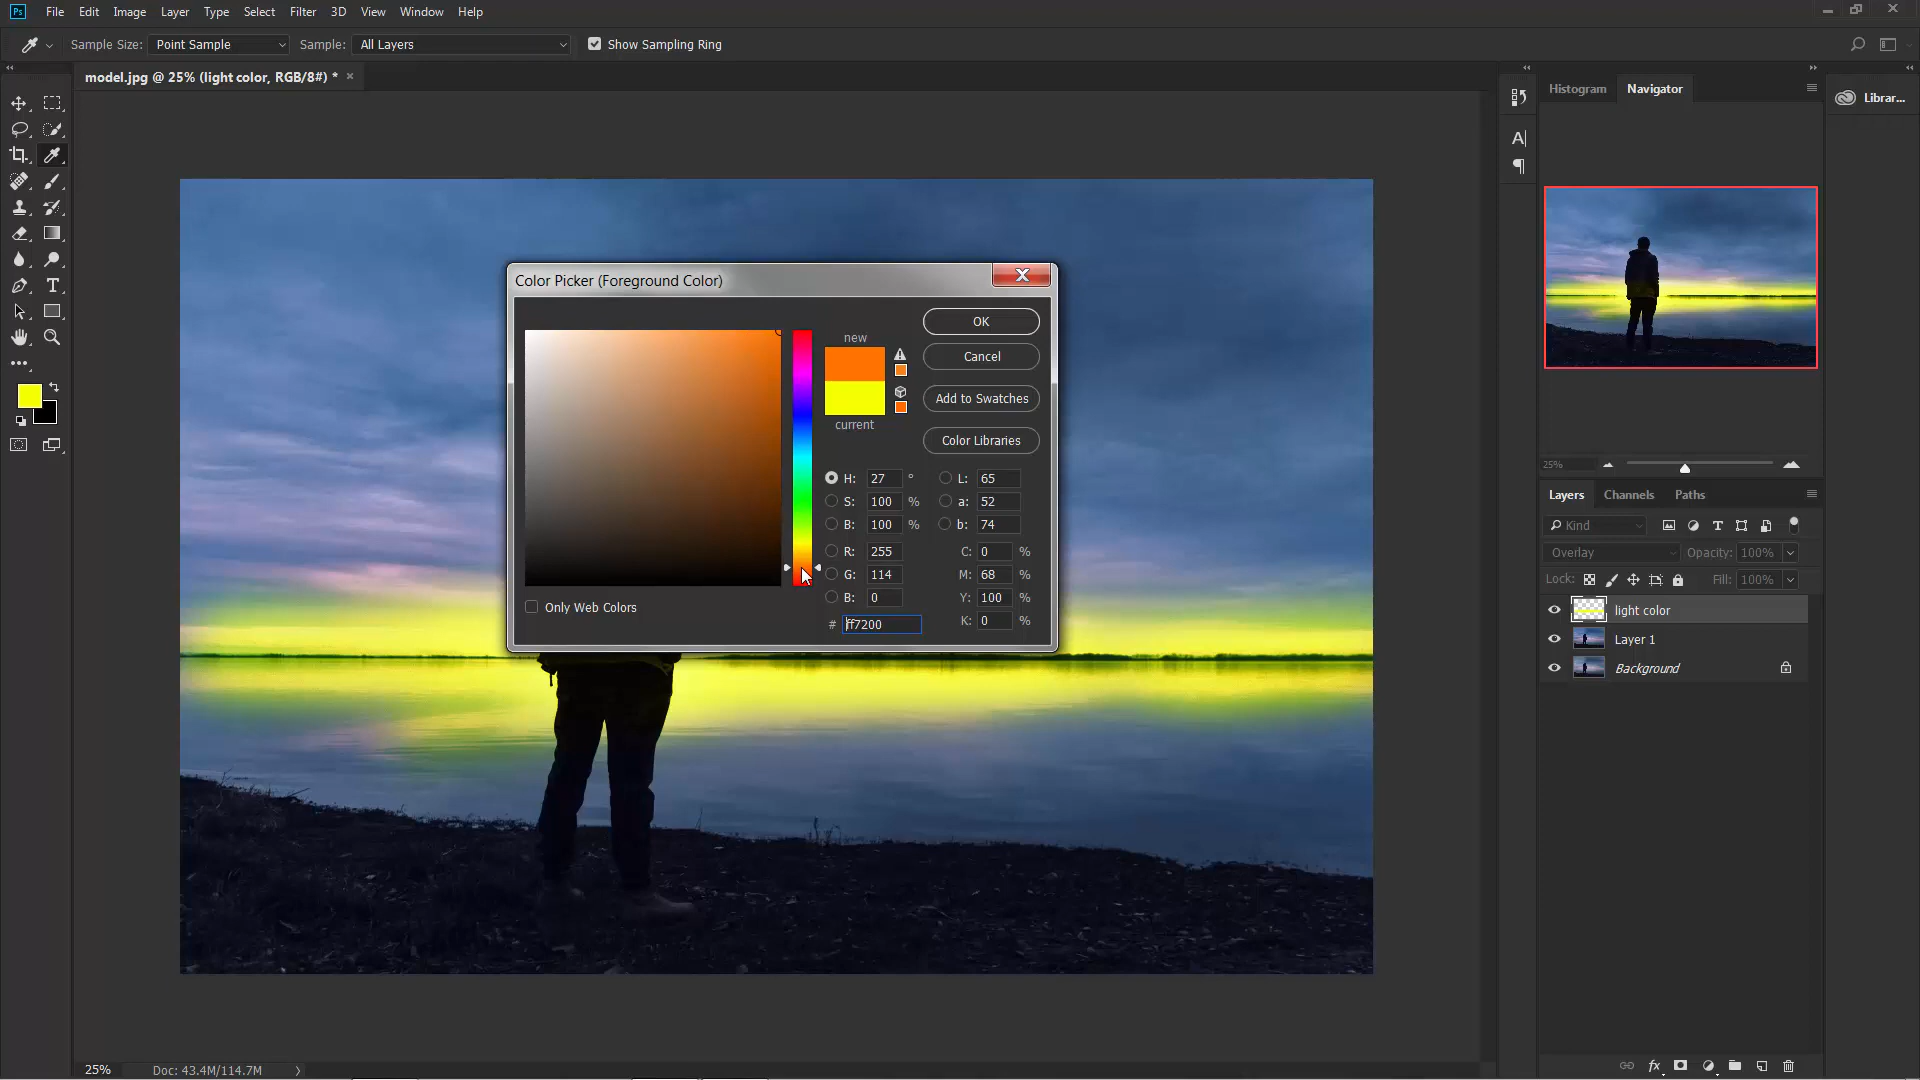 Ps File Edit Image Layer Type Select Filter 3D View Window Help
Sample Size: Point Sample Sample: All Layers Show Sampling Ring
model.jpg @ 25% (light color, RGB/8#) *
Histogram Navigator
Librar...
Color Picker (Foreground Color)
new
current
OK
Cancel
Add to Swatches
Color Libraries
H: 27 ° L: 65
S: 100 % a: 52
B: 100 % b: 74
R: 255 C: 0 %
G: 114 M: 68 %
B: 0 Y: 100 %
# ff7200 K: 0 %
Only Web Colors
25%
Layers Channels Paths
Kind
Overlay Opacity: 100%
Lock: Fill: 100%
light color
Layer 1
Background
fx
25% Doc: 43.4M/114.7M